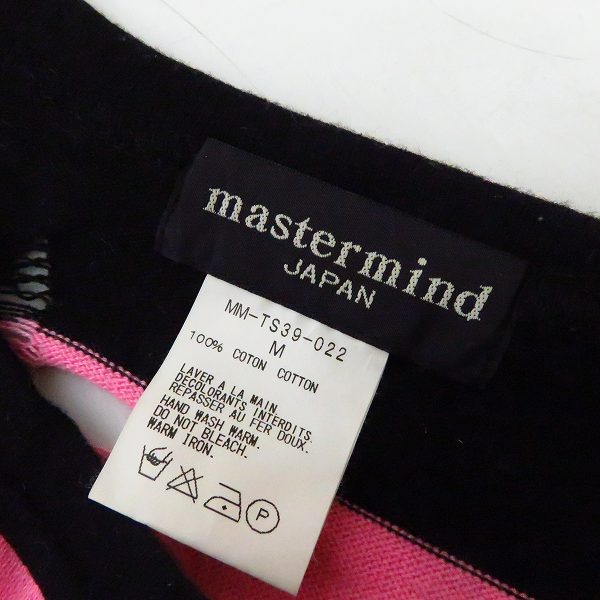 mastermind
JAPAN
MM-TS39-022
M
100% COTON COTTON
LAVER A LA MAIN.
DECOLORANTS INTERDITS.
REPASSER AU FER DOUX.
HAND WASH WARM.
DO NOT BLEACH.
WARM IRON.
P